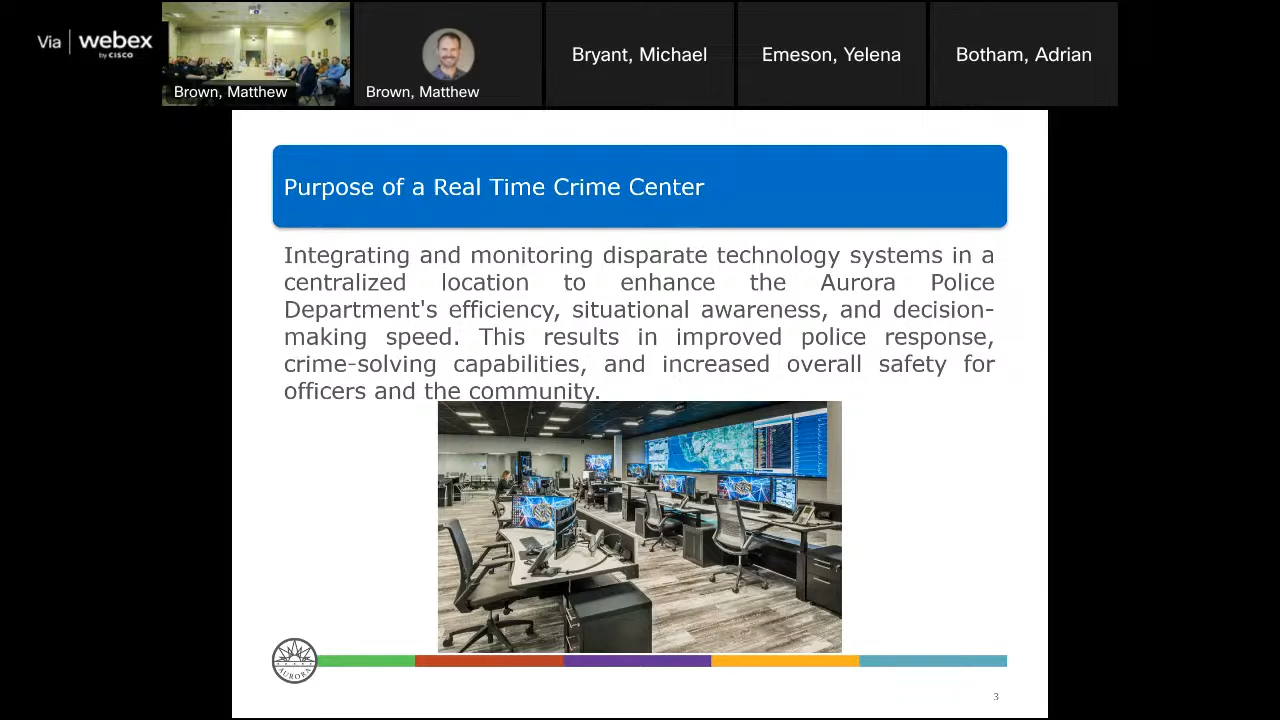 Via webex
by CISCO
Brown, Matthew
Brown, Matthew
Bryant, Michael
Emeson, Yelena
Botham, Adrian
Purpose of a Real Time Crime Center
Integrating and monitoring disparate technology systems in a
centralized location to enhance the Aurora Police
Department's efficiency, situational awareness, and decision-
making speed. This results in improved police response,
crime-solving capabilities, and increased overall safety for
officers and the community.
AURORA
3